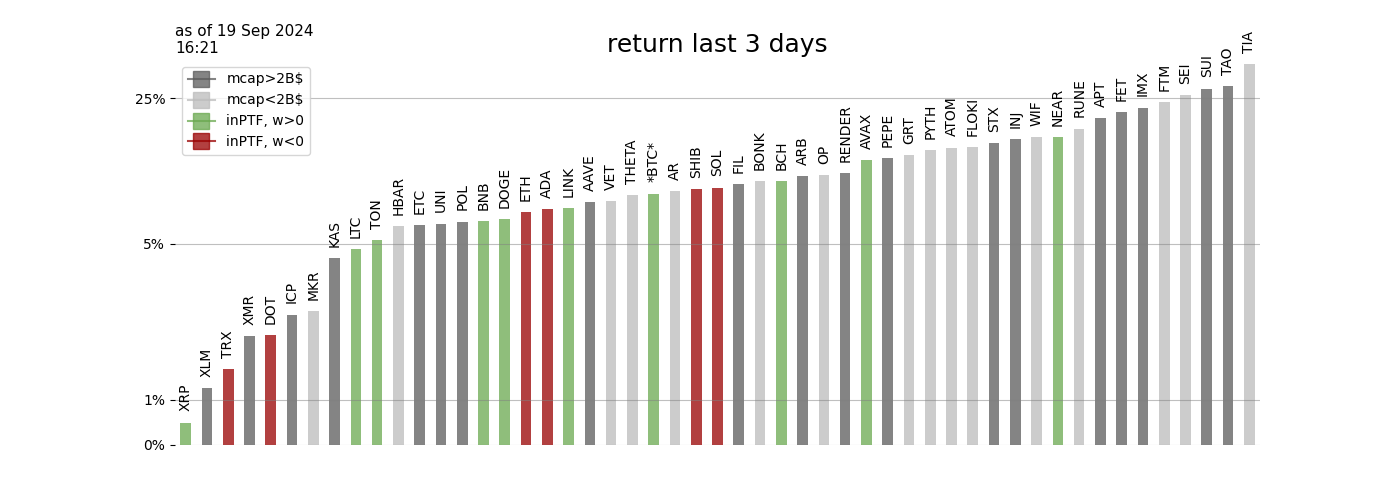 as of 19 Sep 2024
16:21
return last 3 days
mcap>2B$
mcap<2B$
inPTF, w>0
inPTF, w<0
25%
5%
1%
0%
XRP
XLM
TRX
XMR
DOT
ICP
MKR
KAS
LTC
TON
HBAR
ETC
UNI
POL
BNB
DOGE
ETH
ADA
LINK
AAVE
VET
THETA
*BTC*
AR
SHIB
SOL
FIL
BONK
BCH
ARB
OP
RENDER
AVAX
PEPE
GRT
PYTH
ATOM
FLOKI
STX
INJ
WIF
NEAR
RUNE
APT
FET
IMX
FTM
SEI
SUI
TAO
TIA